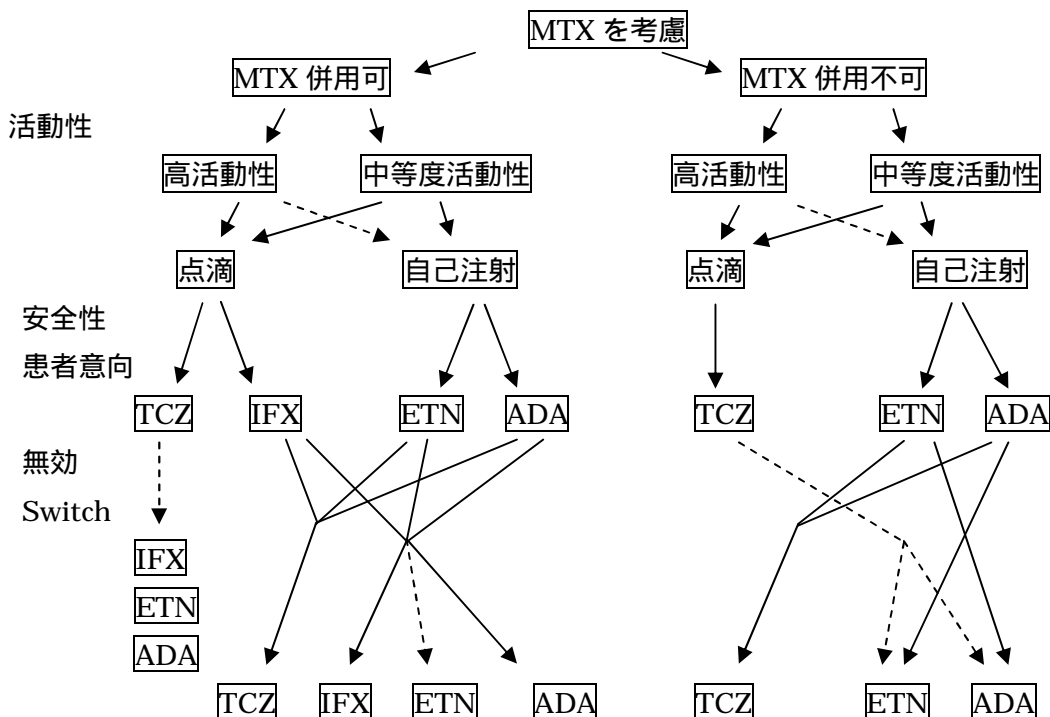 MTX を考慮
MTX 併用可 MTX 併用不可
活動性
高活動性 中等度活動性 高活動性 中等度活動性
点滴 自己注射 点滴 自己注射
安全性
患者意向
TCZ IFX ETN ADA TCZ ETN ADA
無効
Switch
IFX
ETN
ADA
TCZ IFX ETN ADA TCZ ETN ADA